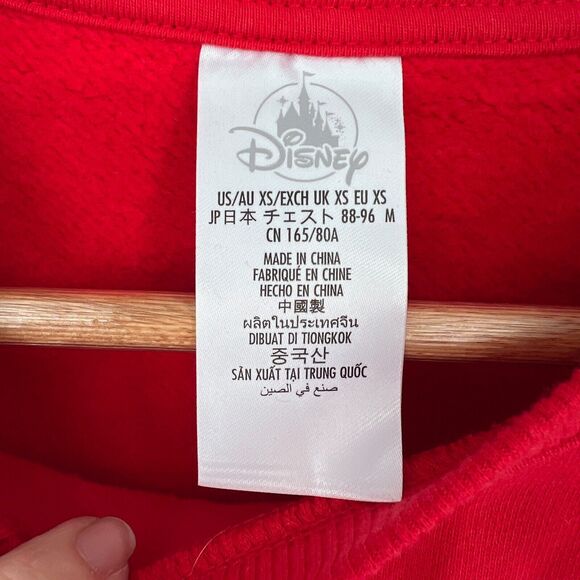 Disney
US/AU XS/EXCH UK XS EU XS
JP日本 チェスト 88-96 M
CN 165/80A
MADE IN CHINA
FABRIQUÉ EN CHINE
HECHO EN CHINA
中國製
ผลิตในประเทศจีน
DIBUAT DI TIONGKOK
중국산
SẢN XUẤT TẠI TRUNG QUỐC
صنع في الصين